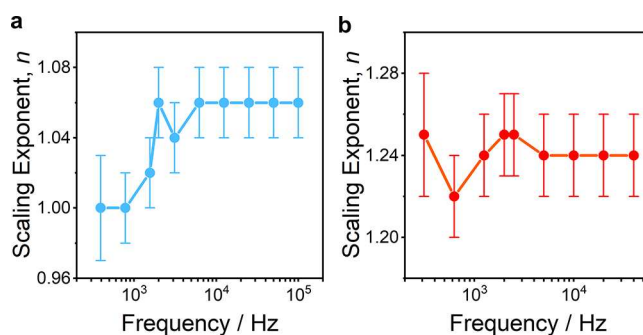 a
Scaling Exponent, n
1.08
1.04
1.00
0.96
10³
10⁴
10⁵
Frequency / Hz
b
Scaling Exponent, n
1.28
1.24
1.20
10³
10⁴
Frequency / Hz